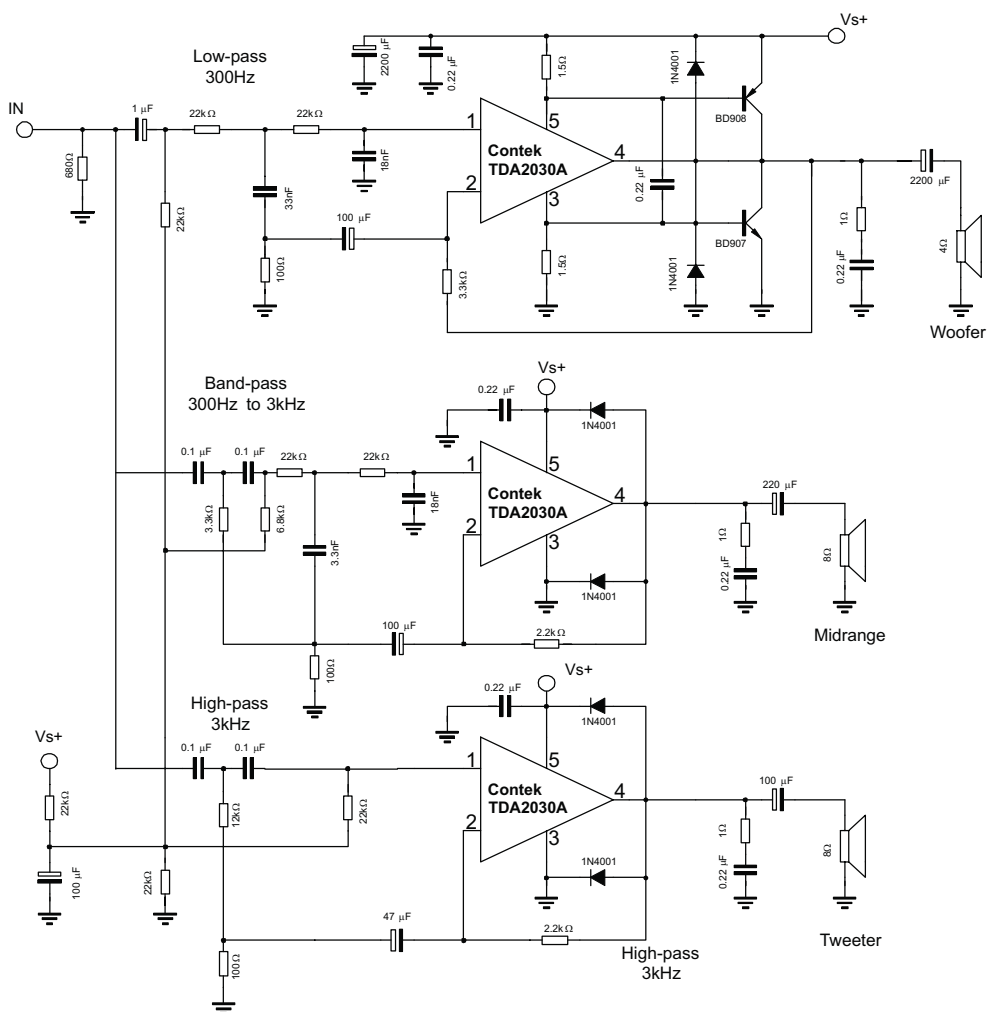 Vs+
Low-pass
300Hz
2200 μF
0.22 μF
1.5Ω
1N4001
BD908
IN
1 μF
22kΩ
22kΩ
680Ω
18nF
1
5
Contek
TDA2030A
4
2
3
0.22 μF
2200 μF
33nF
22kΩ
100 μF
BD907
1Ω
0.22 μF
4Ω
100Ω
3.3kΩ
1.5Ω
1N4001
Woofer
Band-pass
300Hz to 3kHz
Vs+
0.22 μF
1N4001
0.1 μF
0.1 μF
22kΩ
22kΩ
1
5
Contek
TDA2030A
4
2
3
18nF
220 μF
3.3kΩ
6.8kΩ
3.3nF
1Ω
0.22 μF
8Ω
1N4001
100 μF
2.2kΩ
100Ω
Midrange
Vs+
High-pass
3kHz
0.22 μF
1N4001
Vs+
0.1 μF
0.1 μF
1
5
Contek
TDA2030A
4
2
3
100 μF
22kΩ
12kΩ
22kΩ
1Ω
0.22 μF
8Ω
1N4001
100 μF
22kΩ
47 μF
2.2kΩ
100Ω
High-pass
3kHz
Tweeter